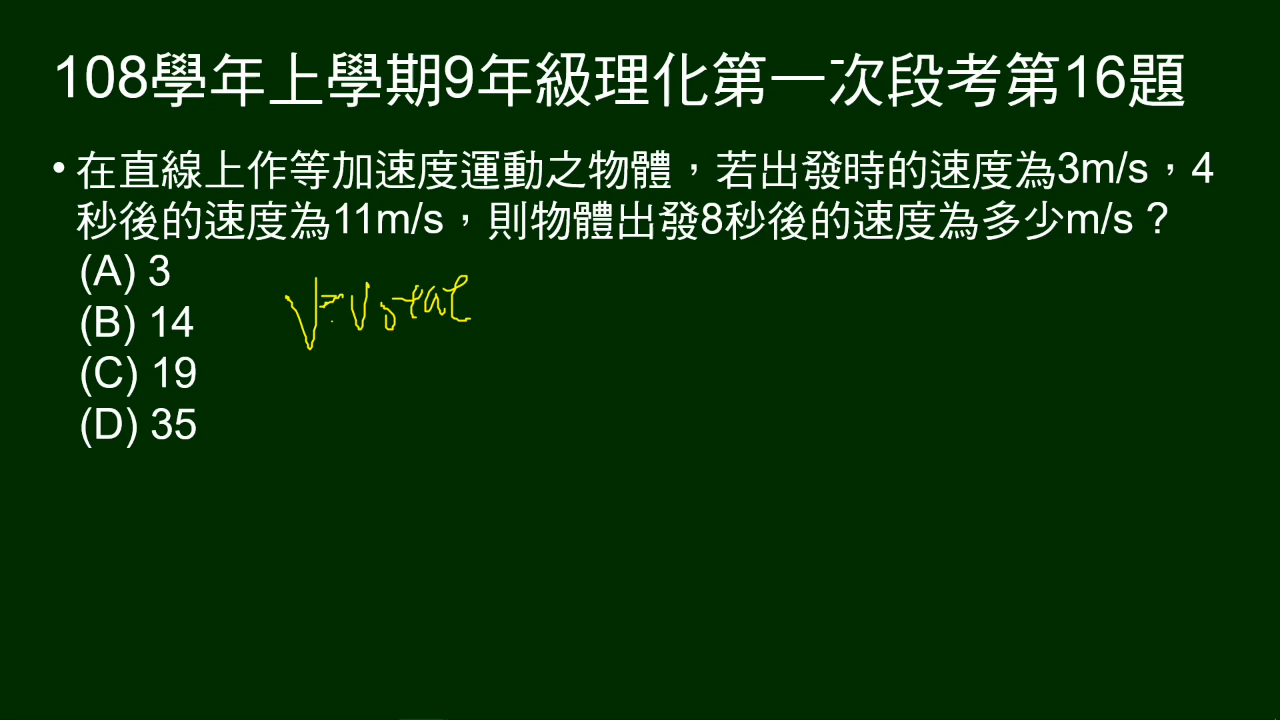 108學年上學期9年級理化第一次段考第16題
• 在直線上作等加速度運動之物體，若出發時的速度為3m/s，4
秒後的速度為11m/s，則物體出發8秒後的速度為多少m/s？
(A) 3
(B) 14
(C) 19
(D) 35
V=V0+at